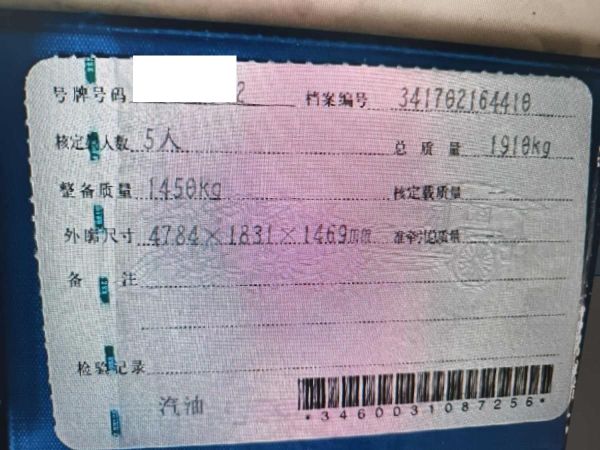 号牌号码 2 档案编号 341702164410
核定载人数 5人 总质量 1910kg
整备质量 1450kg 核定载质量
外廓尺寸 4784×1831×1469mm 准牵引总质量
备注
检验记录
汽油
*3460031087256*